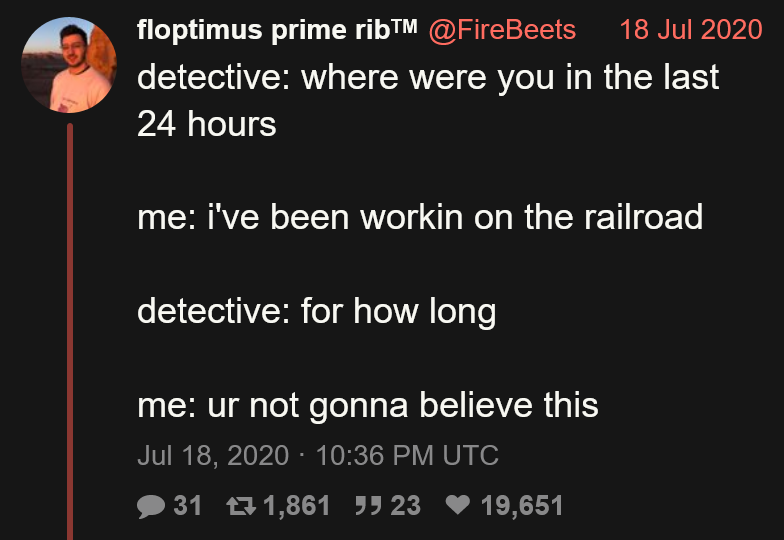 floptimus prime rib™ @FireBeets 18 Jul 2020
detective: where were you in the last
24 hours
me: i've been workin on the railroad
detective: for how long
me: ur not gonna believe this
Jul 18, 2020 · 10:36 PM UTC
31 1,861 23 19,651